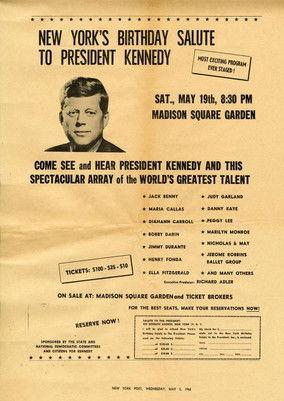 NEW YORK'S BIRTHDAY SALUTE
TO PRESIDENT KENNEDY
MOST EXCITING PROGRAM
EVER STAGED!
SAT., MAY 19th, 8:30 PM
MADISON SQUARE GARDEN
COME SEE and HEAR PRESIDENT KENNEDY AND THIS
SPECTACULAR ARRAY of the WORLD'S GREATEST TALENT
★ JACK BENNY
★ MARIA CALLAS
★ DIAHANN CARROLL
★ BOBBY DARIN
★ JIMMY DURANTE
★ HENRY FONDA
★ ELLA FITZGERALD
★ JUDY GARLAND
★ DANNY KAYE
★ PEGGY LEE
★ MARILYN MONROE
★ NICHOLS & MAY
★ JEROME ROBBINS
BALLET GROUP
★ AND MANY OTHERS
Executive Producer: RICHARD ADLER
TICKETS: $100 - $25 - $10
ON SALE AT: MADISON SQUARE GARDEN and TICKET BROKERS
FOR THE BEST SEATS, MAKE YOUR RESERVATIONS NOW!
RESERVE NOW!
SPONSORED BY THE STATE AND
NATIONAL DEMOCRATIC COMMITTEES
AND CITIZENS FOR KENNEDY
SALUTE TO THE PRESIDENT
NEW YORK POST, WEDNESDAY, MAY